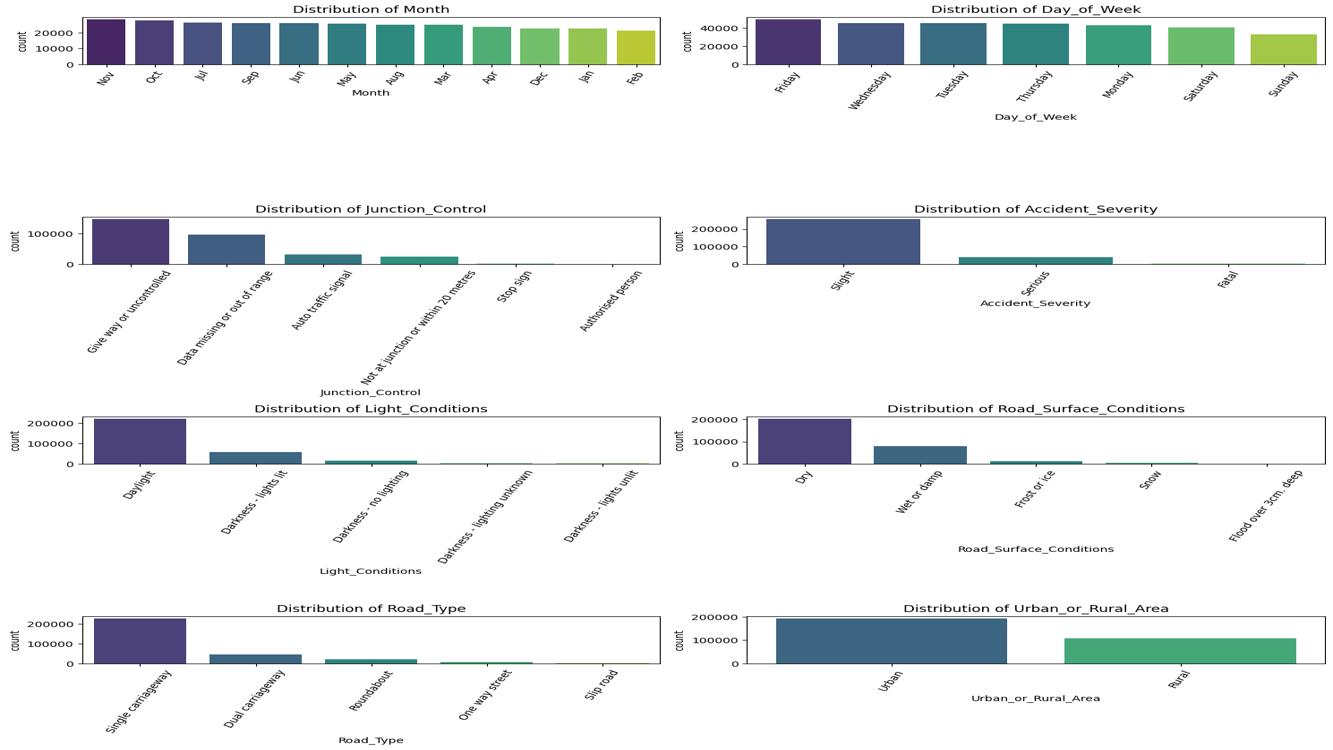 Distribution of Month
count
20000
10000
0
Nov
Oct
Jul
Sep
Jun
May
Aug
Mar
Apr
Dec
Jan
Feb
Month
Distribution of Day_of_Week
count
40000
20000
0
Friday
Wednesday
Tuesday
Thursday
Monday
Saturday
Sunday
Day_of_Week
Distribution of Junction_Control
count
100000
0
Give way or uncontrolled
Data missing or out of range
Auto traffic signal
Not at junction or within 20 metres
Stop sign
Authorised person
Junction_Control
Distribution of Accident_Severity
count
200000
100000
0
Slight
Serious
Fatal
Accident_Severity
Distribution of Light_Conditions
count
200000
100000
0
Daylight
Darkness - lights lit
Darkness - no lighting
Darkness - lighting unknown
Darkness - lights unlit
Light_Conditions
Distribution of Road_Surface_Conditions
count
200000
100000
0
Dry
Wet or damp
Frost or ice
Snow
Flood over 3cm. deep
Road_Surface_Conditions
Distribution of Road_Type
count
200000
100000
0
Single carriageway
Dual carriageway
Roundabout
One way street
Slip road
Road_Type
Distribution of Urban_or_Rural_Area
count
200000
100000
0
Urban
Rural
Urban_or_Rural_Area